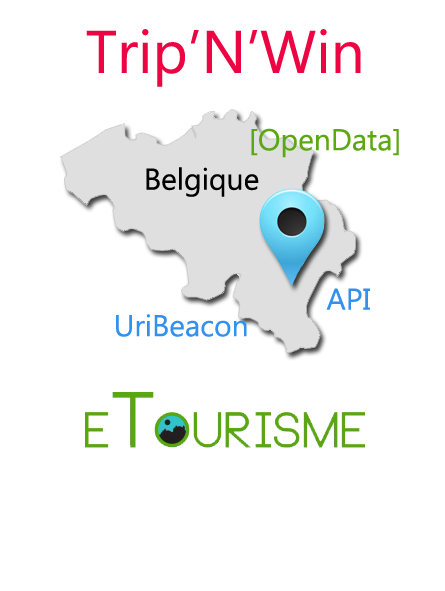 Trip’N’Win
[OpenData]
Belgique
API
UriBeacon
eTourisme